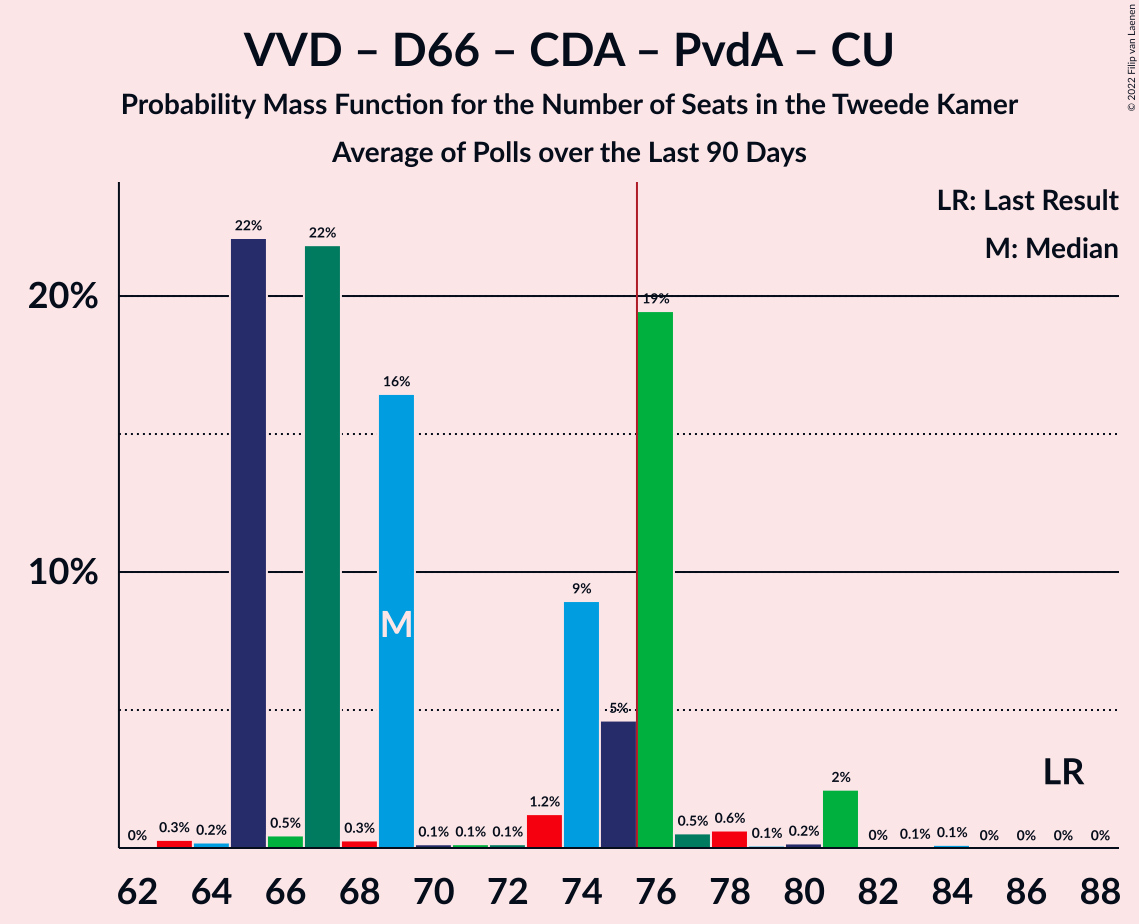 VVD – D66 – CDA – PvdA – CU
Probability Mass Function for the Number of Seats in the Tweede Kamer
Average of Polls over the Last 90 Days
© 2022 Filip van Laenen
LR: Last Result
M: Median
20%
10%
0% 0.3% 0.2% 22% 0.5% 22% 0.3% 16% 0.1% 0.1% 0.1% 1.2% 9% 5% 19% 0.5% 0.6% 0.1% 0.2% 2% 0% 0.1% 0.1% 0% 0% 0% 0%
M
LR
62 64 66 68 70 72 74 76 78 80 82 84 86 88